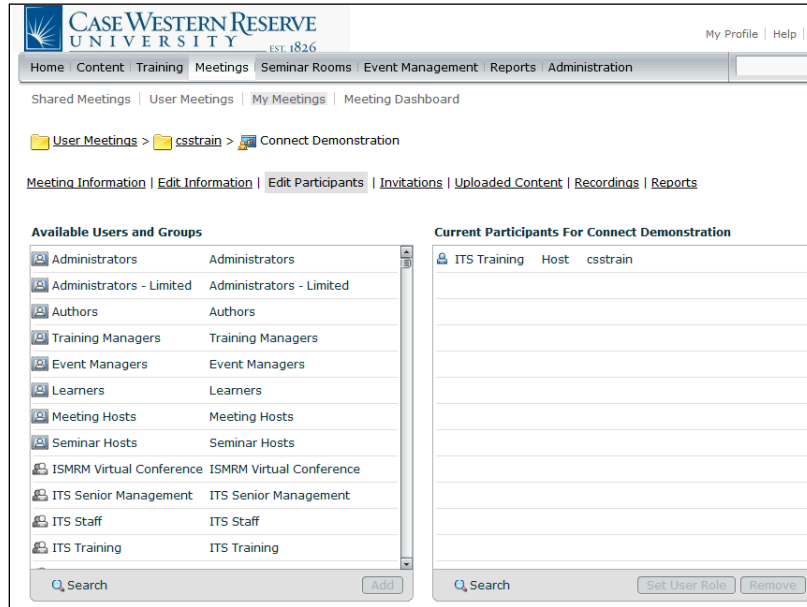 CASE WESTERN RESERVE
UNIVERSITY EST. 1826
My Profile | Help |
Home | Content | Training | Meetings | Seminar Rooms | Event Management | Reports | Administration
Shared Meetings | User Meetings | My Meetings | Meeting Dashboard
User Meetings > csstrain > Connect Demonstration
Meeting Information | Edit Information | Edit Participants | Invitations | Uploaded Content | Recordings | Reports
Available Users and Groups
Administrators Administrators
Administrators - Limited Administrators - Limited
Authors Authors
Training Managers Training Managers
Event Managers Event Managers
Learners Learners
Meeting Hosts Meeting Hosts
Seminar Hosts Seminar Hosts
ISMRM Virtual Conference ISMRM Virtual Conference
ITS Senior Management ITS Senior Management
ITS Staff ITS Staff
ITS Training ITS Training
Search Add
Current Participants For Connect Demonstration
ITS Training Host csstrain
Search Set User Role Remove